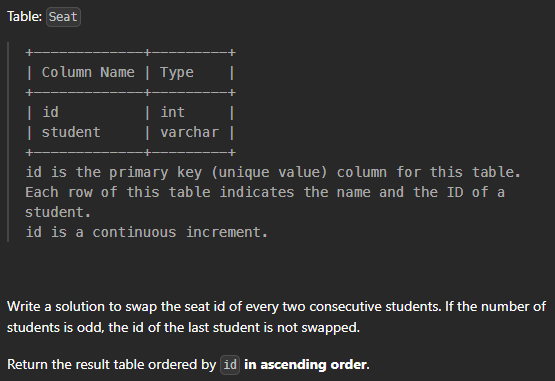 Table: Seat
+-------------+---------+
| Column Name | Type    |
+-------------+---------+
| id          | int     |
| student     | varchar |
+-------------+---------+
id is the primary key (unique value) column for this table.
Each row of this table indicates the name and the ID of a
student.
id is a continuous increment.
Write a solution to swap the seat id of every two consecutive students. If the number of
students is odd, the id of the last student is not swapped.
Return the result table ordered by id in ascending order.